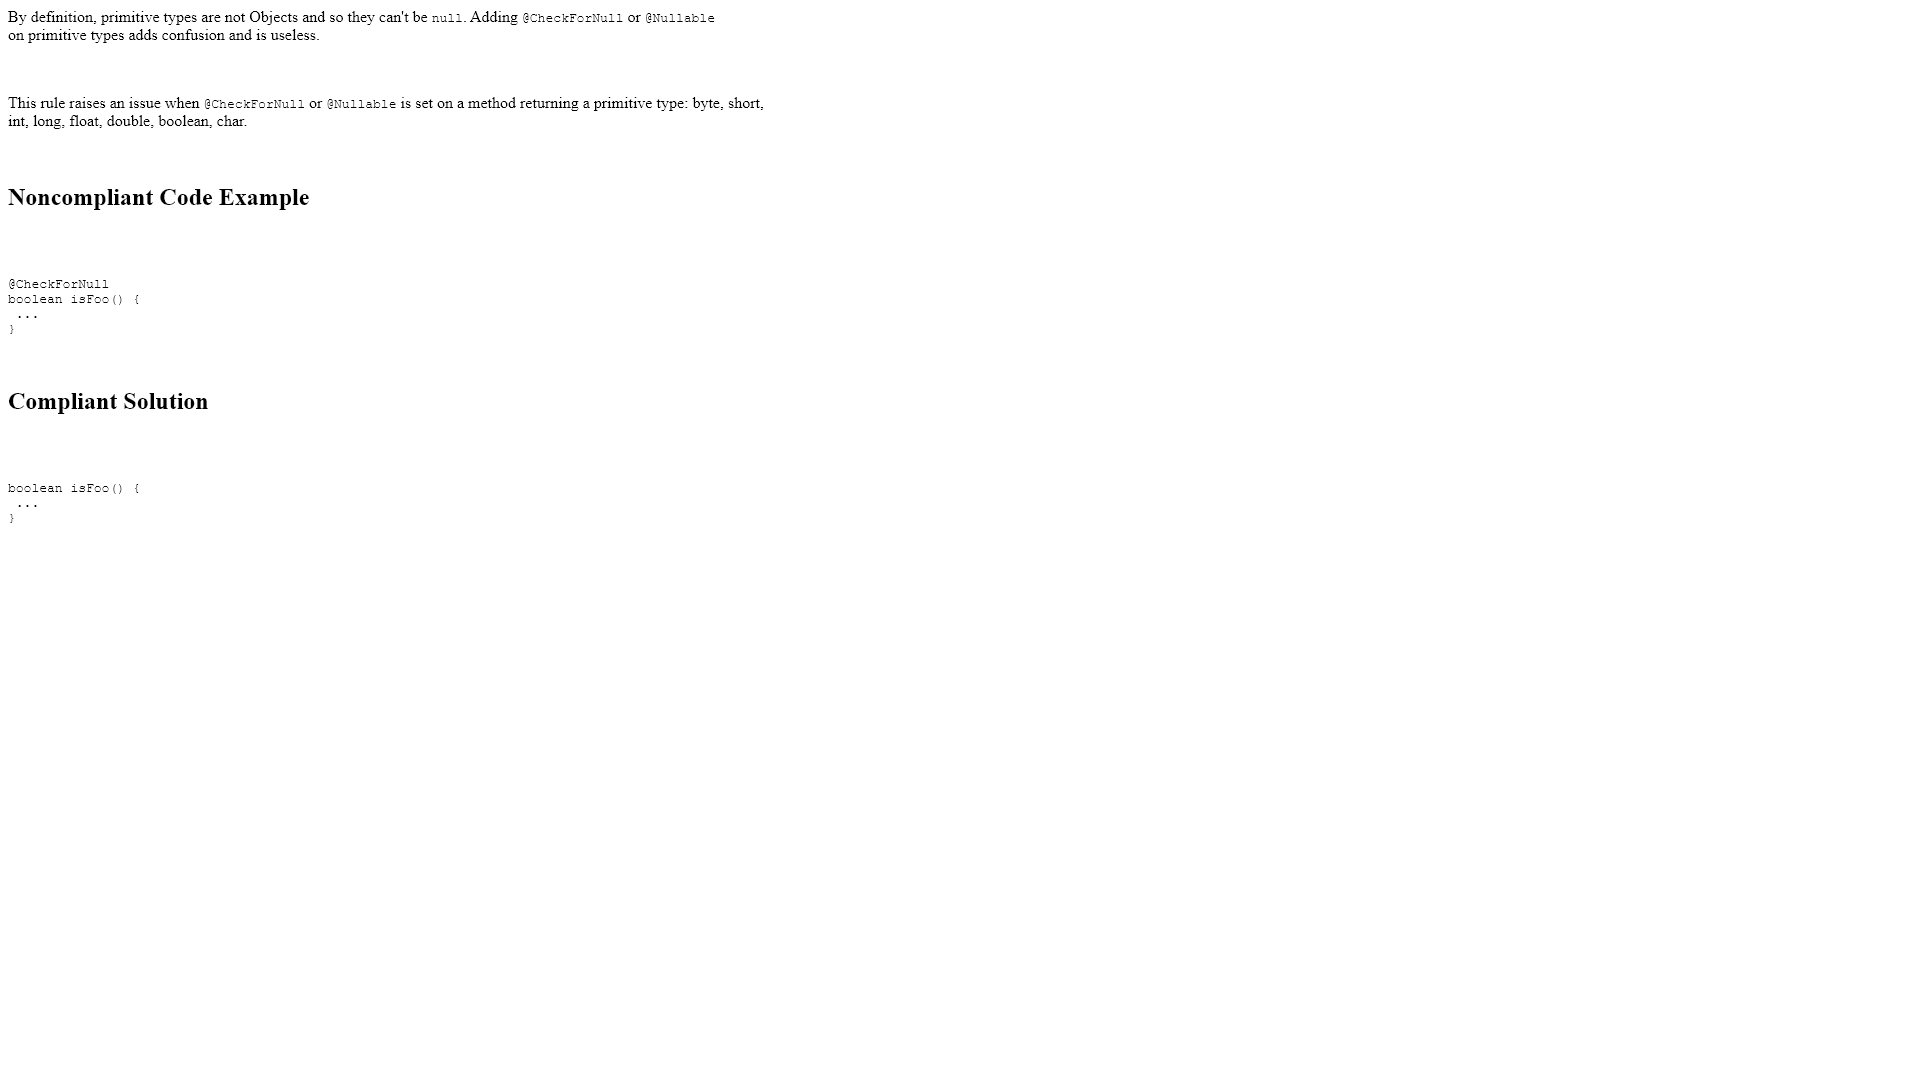 By definition, primitive types are not Objects and so they can't be null. Adding @CheckForNull or @Nullable
on primitive types adds confusion and is useless.
This rule raises an issue when @CheckForNull or @Nullable is set on a method returning a primitive type: byte, short,
int, long, float, double, boolean, char.
Noncompliant Code Example
@CheckForNull
boolean isFoo() {
 ...
}
Compliant Solution
boolean isFoo() {
 ...
}